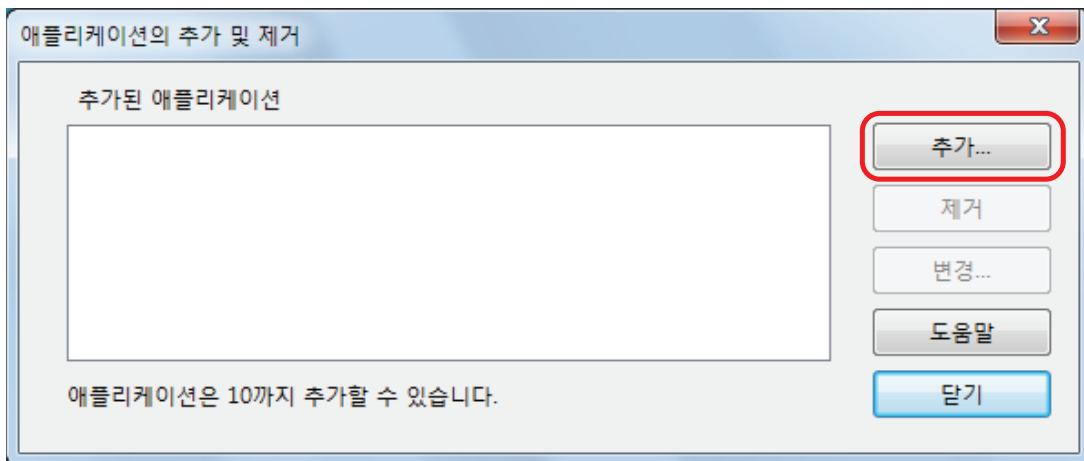 애플리케이션의 추가 및 제거
추가된 애플리케이션
추가...
제거
변경...
도움말
애플리케이션은 10까지 추가할 수 있습니다.
닫기